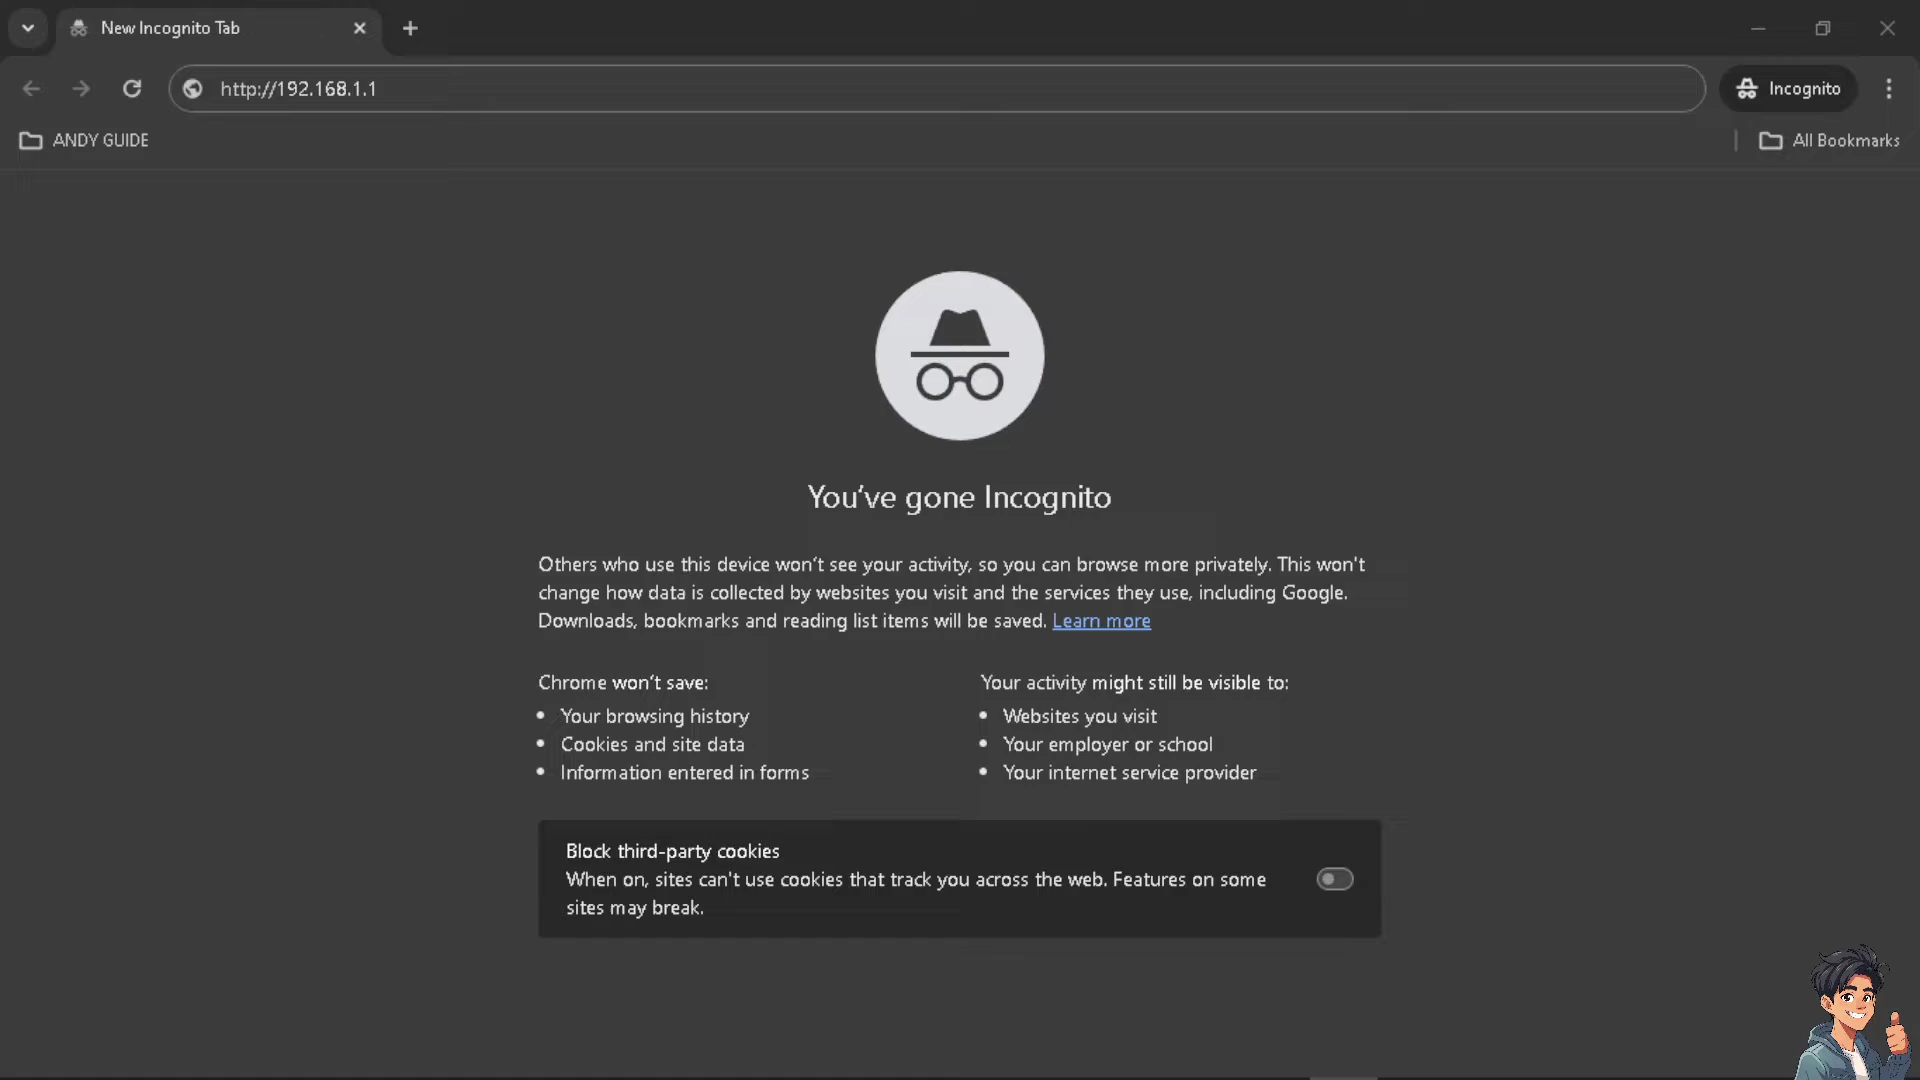 New Incognito Tab
http://192.168.1.1
Incognito
ANDY GUIDE
All Bookmarks
You've gone Incognito
Others who use this device won't see your activity, so you can browse more privately. This won't
change how data is collected by websites you visit and the services they use, including Google.
Downloads, bookmarks and reading list items will be saved. Learn more
Chrome won't save:
Your browsing history
Cookies and site data
Information entered in forms
Your activity might still be visible to:
Websites you visit
Your employer or school
Your internet service provider
Block third-party cookies
When on, sites can't use cookies that track you across the web. Features on some
sites may break.